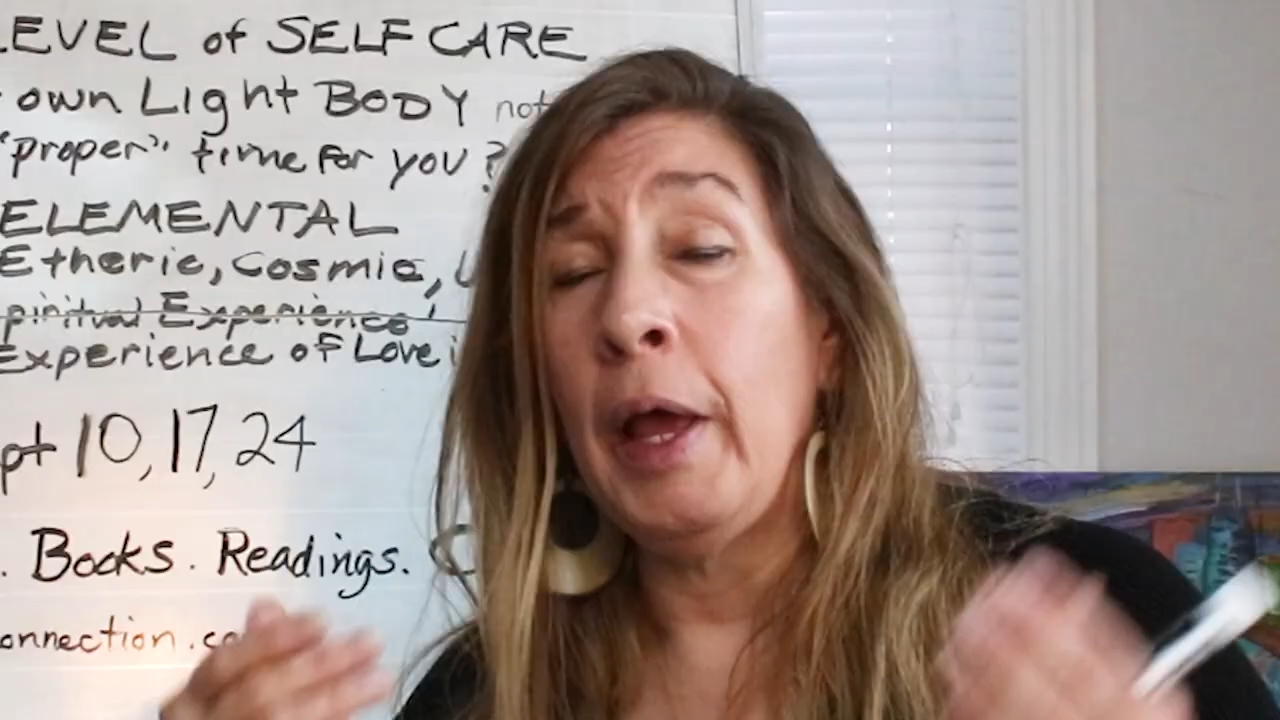 LEVEL of SELF CARE
own Light BODY not
"proper" time for you?
ELEMENTAL
Etheric, Cosmic,
piritual Experience
Experience of Love i
pt 10, 17, 24
. Books. Readings.
onnection.co